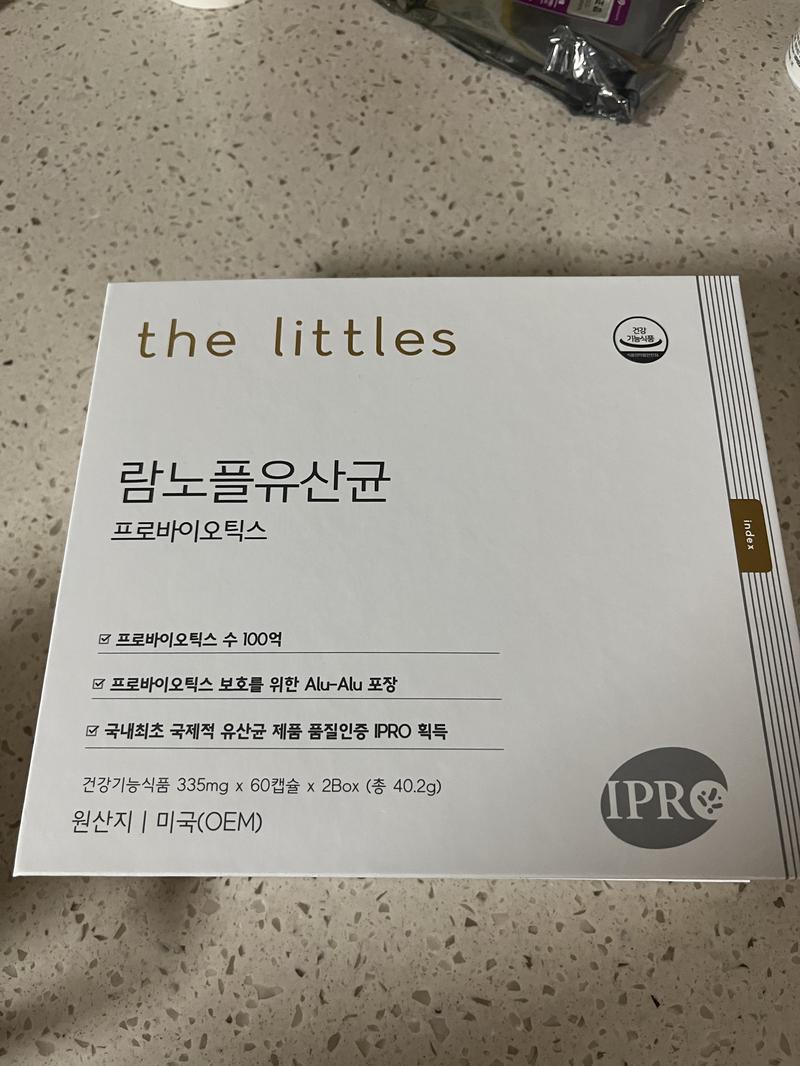 the littles
건강
기능식품
람노플유산균
프로바이오틱스
index
프로바이오틱스 수 100억
프로바이오틱스 보호를 위한 Alu-Alu 포장
국내최초 국제적 유산균 제품 품질인증 IPRO 획득
건강기능식품 335mg x 60캡슐 x 2Box (총 40.2g)
원산지 | 미국(OEM)
IPRO